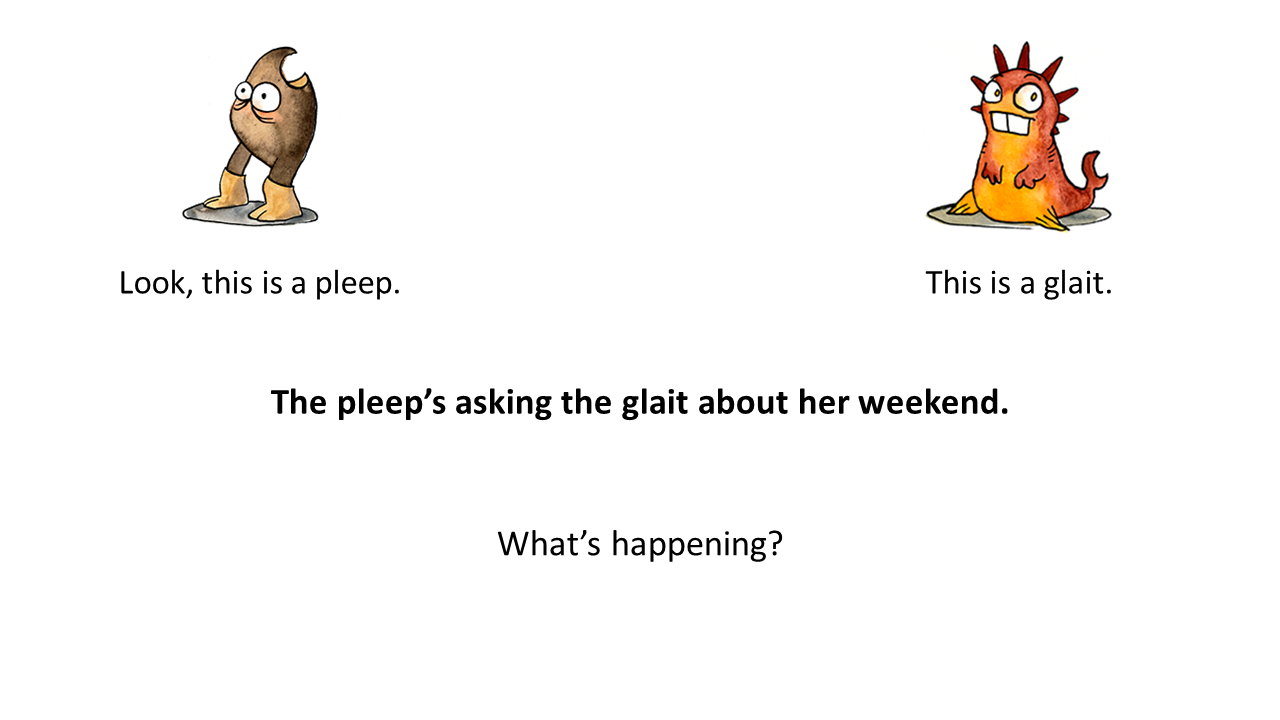 Look, this is a pleep.
This is a glait.
The pleep’s asking the glait about her weekend.
What’s happening?